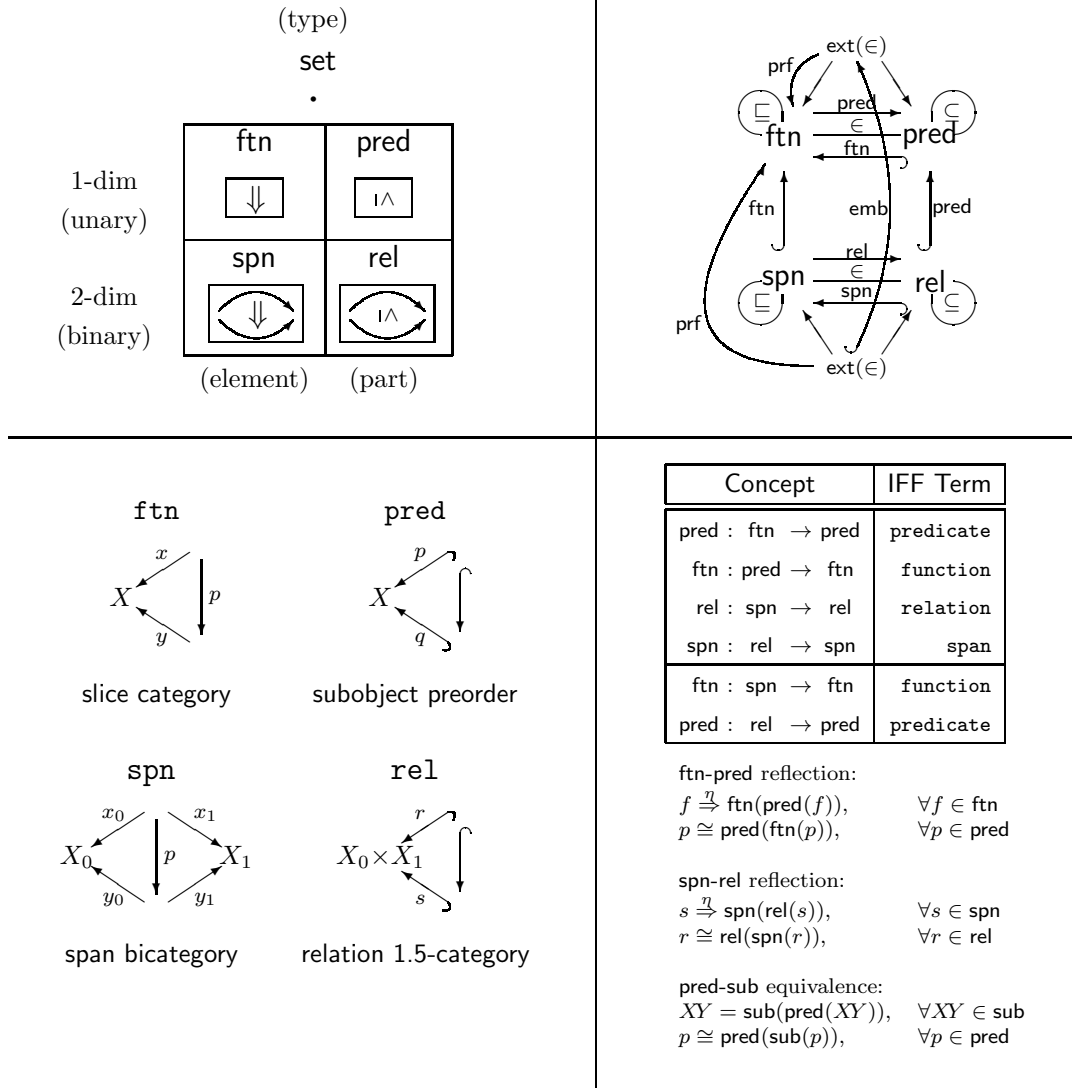 (type)
set
ftn pred
1-dim
(unary)
⇓ ı∧
spn rel
2-dim
(binary)
⇓ ı∧
(element) (part)
ext(∈)
prf
⊑ pred ⊆
ftn ∈ pred
ftn
ftn emb pred
rel
spn ∈ rel
⊑ spn ⊆
prf
ext(∈)
ftn pred
x p
X p X
y q
slice category subobject preorder
spn rel
x₀ x₁ r
X₀ p X₁ X₀×X₁
y₀ y₁ s
span bicategory relation 1.5-category
Concept IFF Term
pred : ftn → pred predicate
ftn : pred → ftn function
rel : spn → rel relation
spn : rel → spn span
ftn : spn → ftn function
pred : rel → pred predicate
ftn-pred reflection:
f ⇒^η ftn(pred(f)), ∀f ∈ ftn
p ≅ pred(ftn(p)), ∀p ∈ pred
spn-rel reflection:
s ⇒^η spn(rel(s)), ∀s ∈ spn
r ≅ rel(spn(r)), ∀r ∈ rel
pred-sub equivalence:
XY = sub(pred(XY)), ∀XY ∈ sub
p ≅ pred(sub(p)), ∀p ∈ pred